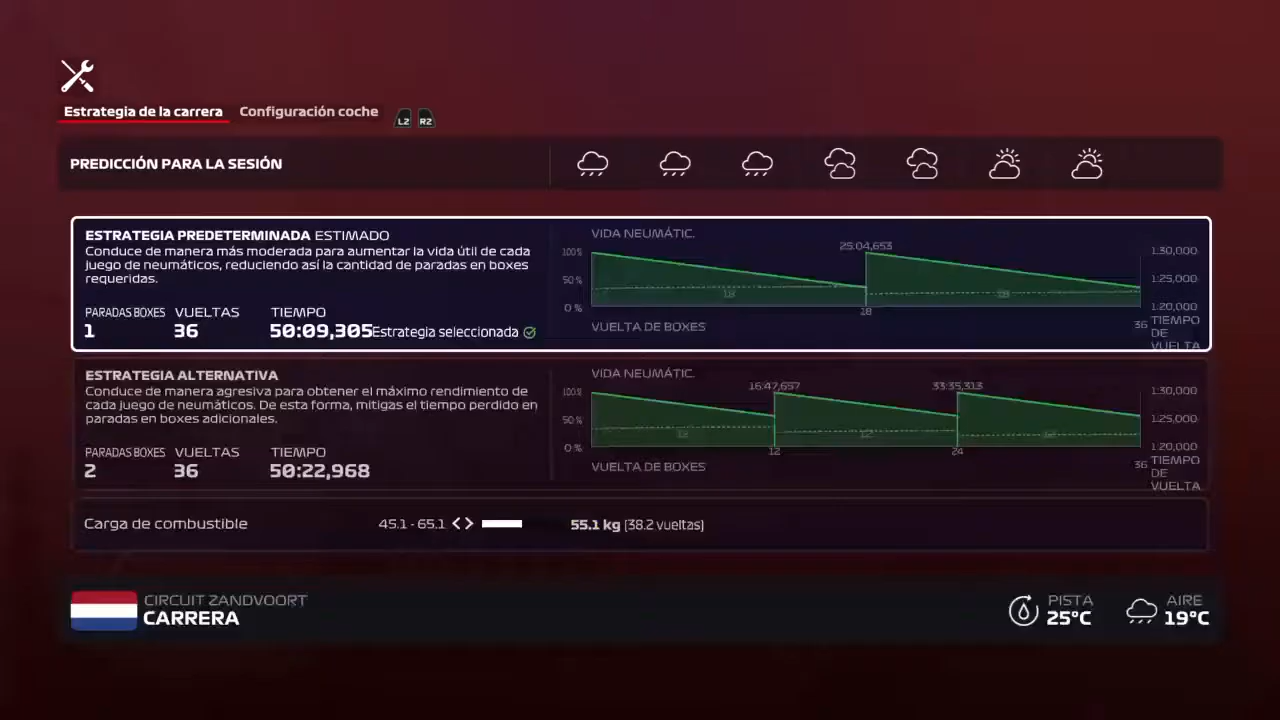 Estrategia de la carrera Configuración coche L2 R2
PREDICCIÓN PARA LA SESIÓN
ESTRATEGIA PREDETERMINADA ESTIMADO
Conduce de manera más moderada para aumentar la vida útil de cada
juego de neumáticos, reduciendo así la cantidad de paradas en boxes
requeridas.
PARADAS BOXES VUELTAS TIEMPO
1 36 50:09,305 Estrategia seleccionada
VIDA NEUMÁTIC.
25:04,653
100% 1:30,000
50% 1:25,000
18 18
0% 1:20,000
18
VUELTA DE BOXES 36 TIEMPO
DE
VUELTA
ESTRATEGIA ALTERNATIVA
Conduce de manera agresiva para obtener el máximo rendimiento de
cada juego de neumáticos. De esta forma, mitigas el tiempo perdido en
paradas en boxes adicionales.
PARADAS BOXES VUELTAS TIEMPO
2 36 50:22,968
VIDA NEUMÁTIC.
16:47,657 33:35,313
100% 1:30,000
50% 1:25,000
12 12 12
0% 1:20,000
12 24
VUELTA DE BOXES 36 TIEMPO
DE
VUELTA
Carga de combustible 45.1 - 65.1 55.1 kg (38.2 vueltas)
CIRCUIT ZANDVOORT
CARRERA
PISTA
25°C
AIRE
19°C